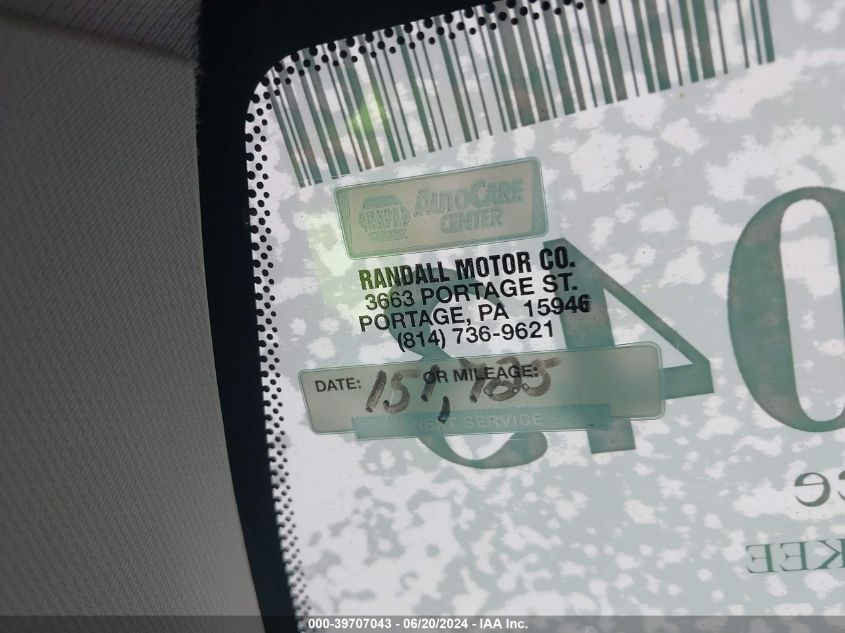 NAPA
AUTOCARE
CENTER
RANDALL MOTOR CO.
3663 PORTAGE ST.
PORTAGE, PA 15946
(814) 736-9621
DATE: OR MILEAGE:
151,725
NEXT SERVICE
000-39707043 - 06/20/2024 - IAA Inc.